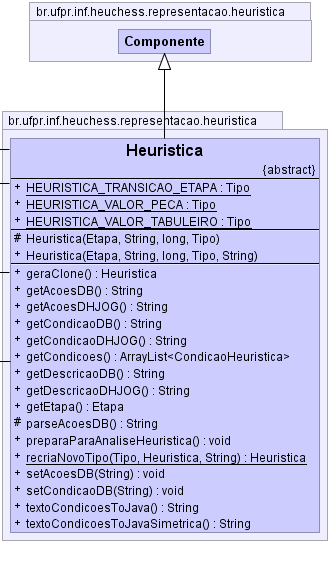 br.ufpr.inf.heuchess.representacao.heuristica
Componente
br.ufpr.inf.heuchess.representacao.heuristica
Heuristica
{abstract}
+ HEURISTICA_TRANSICAO_ETAPA : Tipo
+ HEURISTICA_VALOR_PECA : Tipo
+ HEURISTICA_VALOR_TABULEIRO : Tipo
# Heuristica(Etapa, String, long, Tipo)
+ Heuristica(Etapa, String, long, Tipo, String)
+ geraClone() : Heuristica
+ getAcoesDB() : String
+ getAcoesDHJOG() : String
+ getCondicaoDB() : String
+ getCondicaoDHJOG() : String
+ getCondicoes() : ArrayList<CondicaoHeuristica>
+ getDescricaoDB() : String
+ getDescricaoDHJOG() : String
+ getEtapa() : Etapa
# parseAcoesDB() : String
+ preparaParaAnaliseHeuristica() : void
+ recriaNovoTipo(Tipo, Heuristica, String) : Heuristica
+ setAcoesDB(String) : void
+ setCondicaoDB(String) : void
+ textoCondicoesToJava() : String
+ textoCondicoesToJavaSimetrica() : String